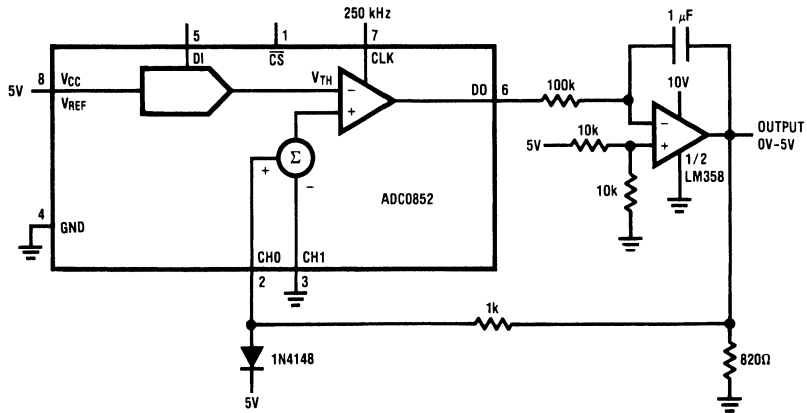 5
1
250 kHz
7
1 µF
DI
CS
CLK
8
VCC
5V
VREF
VTH
−
+
DO
6
100k
10V
−
+
OUTPUT
0V-5V
5V
10k
1/2
LM358
Σ
+
−
ADC0852
10k
4
GND
CH0
CH1
2
3
1k
1N4148
5V
820Ω